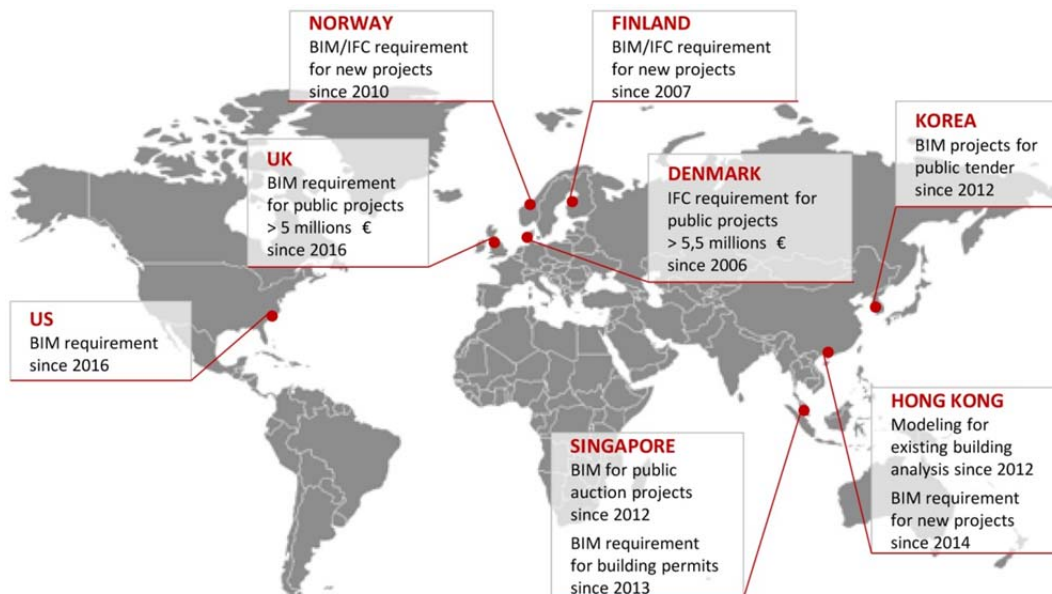 NORWAY
BIM/IFC requirement
for new projects
since 2010
FINLAND
BIM/IFC requirement
for new projects
since 2007
KOREA
BIM projects for
public tender
since 2012
UK
BIM requirement
for public projects
> 5 millions €
since 2016
DENMARK
IFC requirement for
public projects
> 5,5 millions €
since 2006
US
BIM requirement
since 2016
SINGAPORE
BIM for public
auction projects
since 2012
BIM requirement
for building permits
since 2013
HONG KONG
Modeling for
existing building
analysis since 2012
BIM requirement
for new projects
since 2014